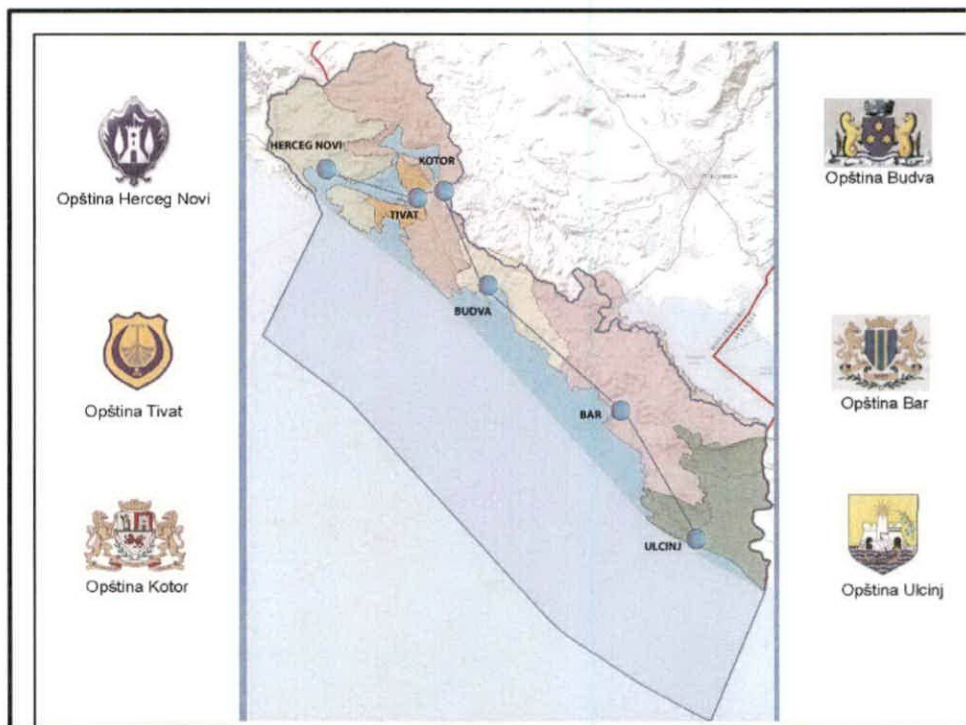 Opština Herceg Novi
Opština Tivat
Opština Kotor
HERCEG NOVI
KOTOR
TIVAT
BUDVA
BAR
ULCINJ
Opština Budva
Opština Bar
Opština Ulcinj